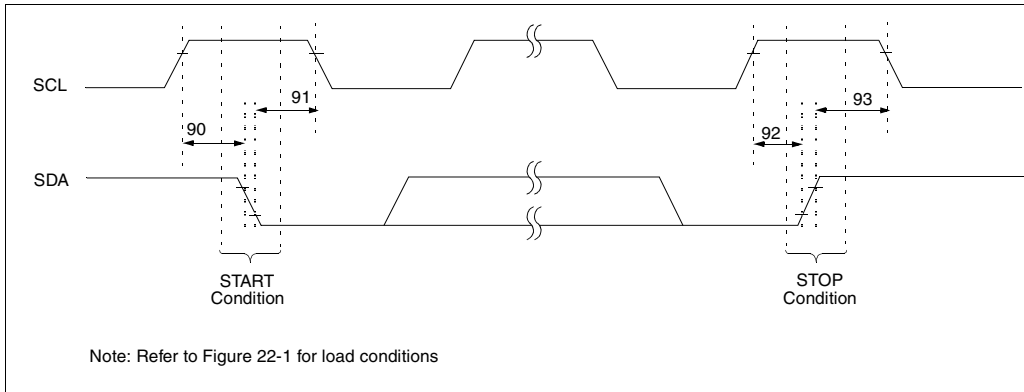 SCL
91
93
90
92
SDA
START
Condition
STOP
Condition
Note: Refer to Figure 22-1 for load conditions